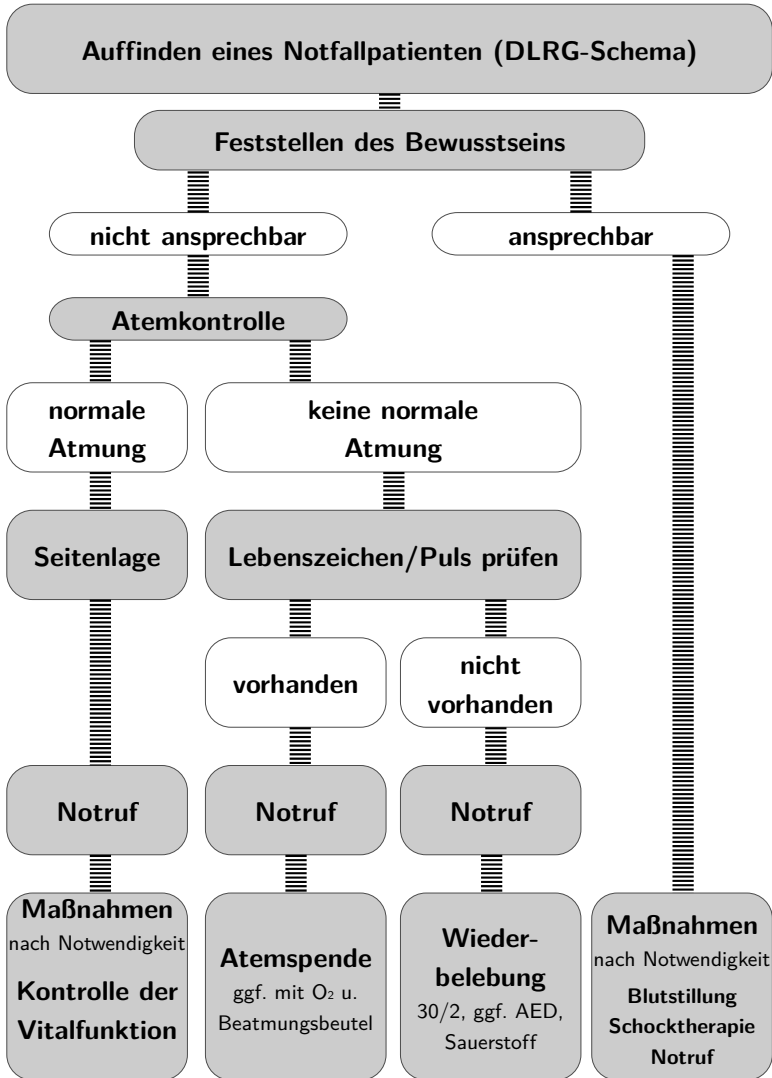 Auffinden eines Notfallpatienten (DLRG-Schema)
Feststellen des Bewusstseins
nicht ansprechbar
ansprechbar
Atemkontrolle
normale
Atmung
keine normale
Atmung
Seitenlage
Lebenszeichen/Puls prüfen
vorhanden
nicht
vorhanden
Notruf
Notruf
Notruf
Maßnahmen
nach Notwendigkeit
Kontrolle der
Vitalfunktion
Atemspende
ggf. mit O₂ u.
Beatmungsbeutel
Wieder-
belebung
30/2, ggf. AED,
Sauerstoff
Maßnahmen
nach Notwendigkeit
Blutstillung
Schocktherapie
Notruf